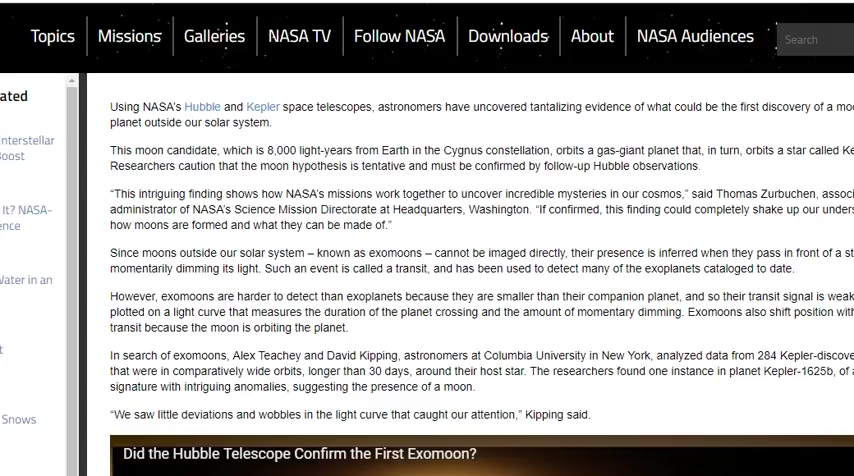 Topics Missions Galleries NASA TV Follow NASA Downloads About NASA Audiences Search
ated
nterstellar
Boost
It? NASA-
ence
Water in an
t
Snows
Using NASA's Hubble and Kepler space telescopes, astronomers have uncovered tantalizing evidence of what could be the first discovery of a moo
planet outside our solar system.
This moon candidate, which is 8,000 light-years from Earth in the Cygnus constellation, orbits a gas-giant planet that, in turn, orbits a star called Ke
Researchers caution that the moon hypothesis is tentative and must be confirmed by follow-up Hubble observations.
“This intriguing finding shows how NASA’s missions work together to uncover incredible mysteries in our cosmos,” said Thomas Zurbuchen, associ
administrator of NASA’s Science Mission Directorate at Headquarters, Washington. “If confirmed, this finding could completely shake up our unders
how moons are formed and what they can be made of.”
Since moons outside our solar system – known as exomoons – cannot be imaged directly, their presence is inferred when they pass in front of a st
momentarily dimming its light. Such an event is called a transit, and has been used to detect many of the exoplanets cataloged to date.
However, exomoons are harder to detect than exoplanets because they are smaller than their companion planet, and so their transit signal is weak
plotted on a light curve that measures the duration of the planet crossing and the amount of momentary dimming. Exomoons also shift position with
transit because the moon is orbiting the planet.
In search of exomoons, Alex Teachey and David Kipping, astronomers at Columbia University in New York, analyzed data from 284 Kepler-discove
that were in comparatively wide orbits, longer than 30 days, around their host star. The researchers found one instance in planet Kepler-1625b, of a
signature with intriguing anomalies, suggesting the presence of a moon.
“We saw little deviations and wobbles in the light curve that caught our attention,” Kipping said.
Did the Hubble Telescope Confirm the First Exomoon?